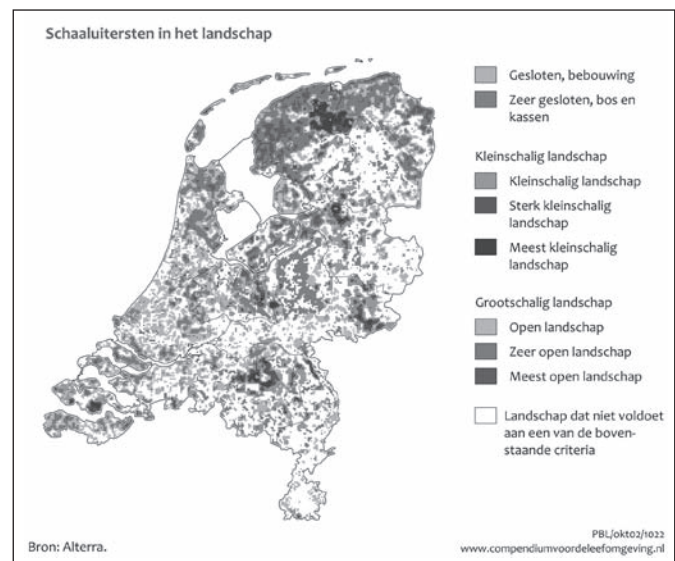 Schaaluitersten in het landschap
Gesloten, bebouwing
Zeer gesloten, bos en
kassen
Kleinschalig landschap
Kleinschalig landschap
Sterk kleinschalig
landschap
Meest kleinschalig
landschap
Grootschalig landschap
Open landschap
Zeer open landschap
Meest open landschap
Landschap dat niet voldoet
aan een van de boven-
staande criteria
PBL/okt02/1022
Bron: Alterra.
www.compendiumvoordeleefomgeving.nl